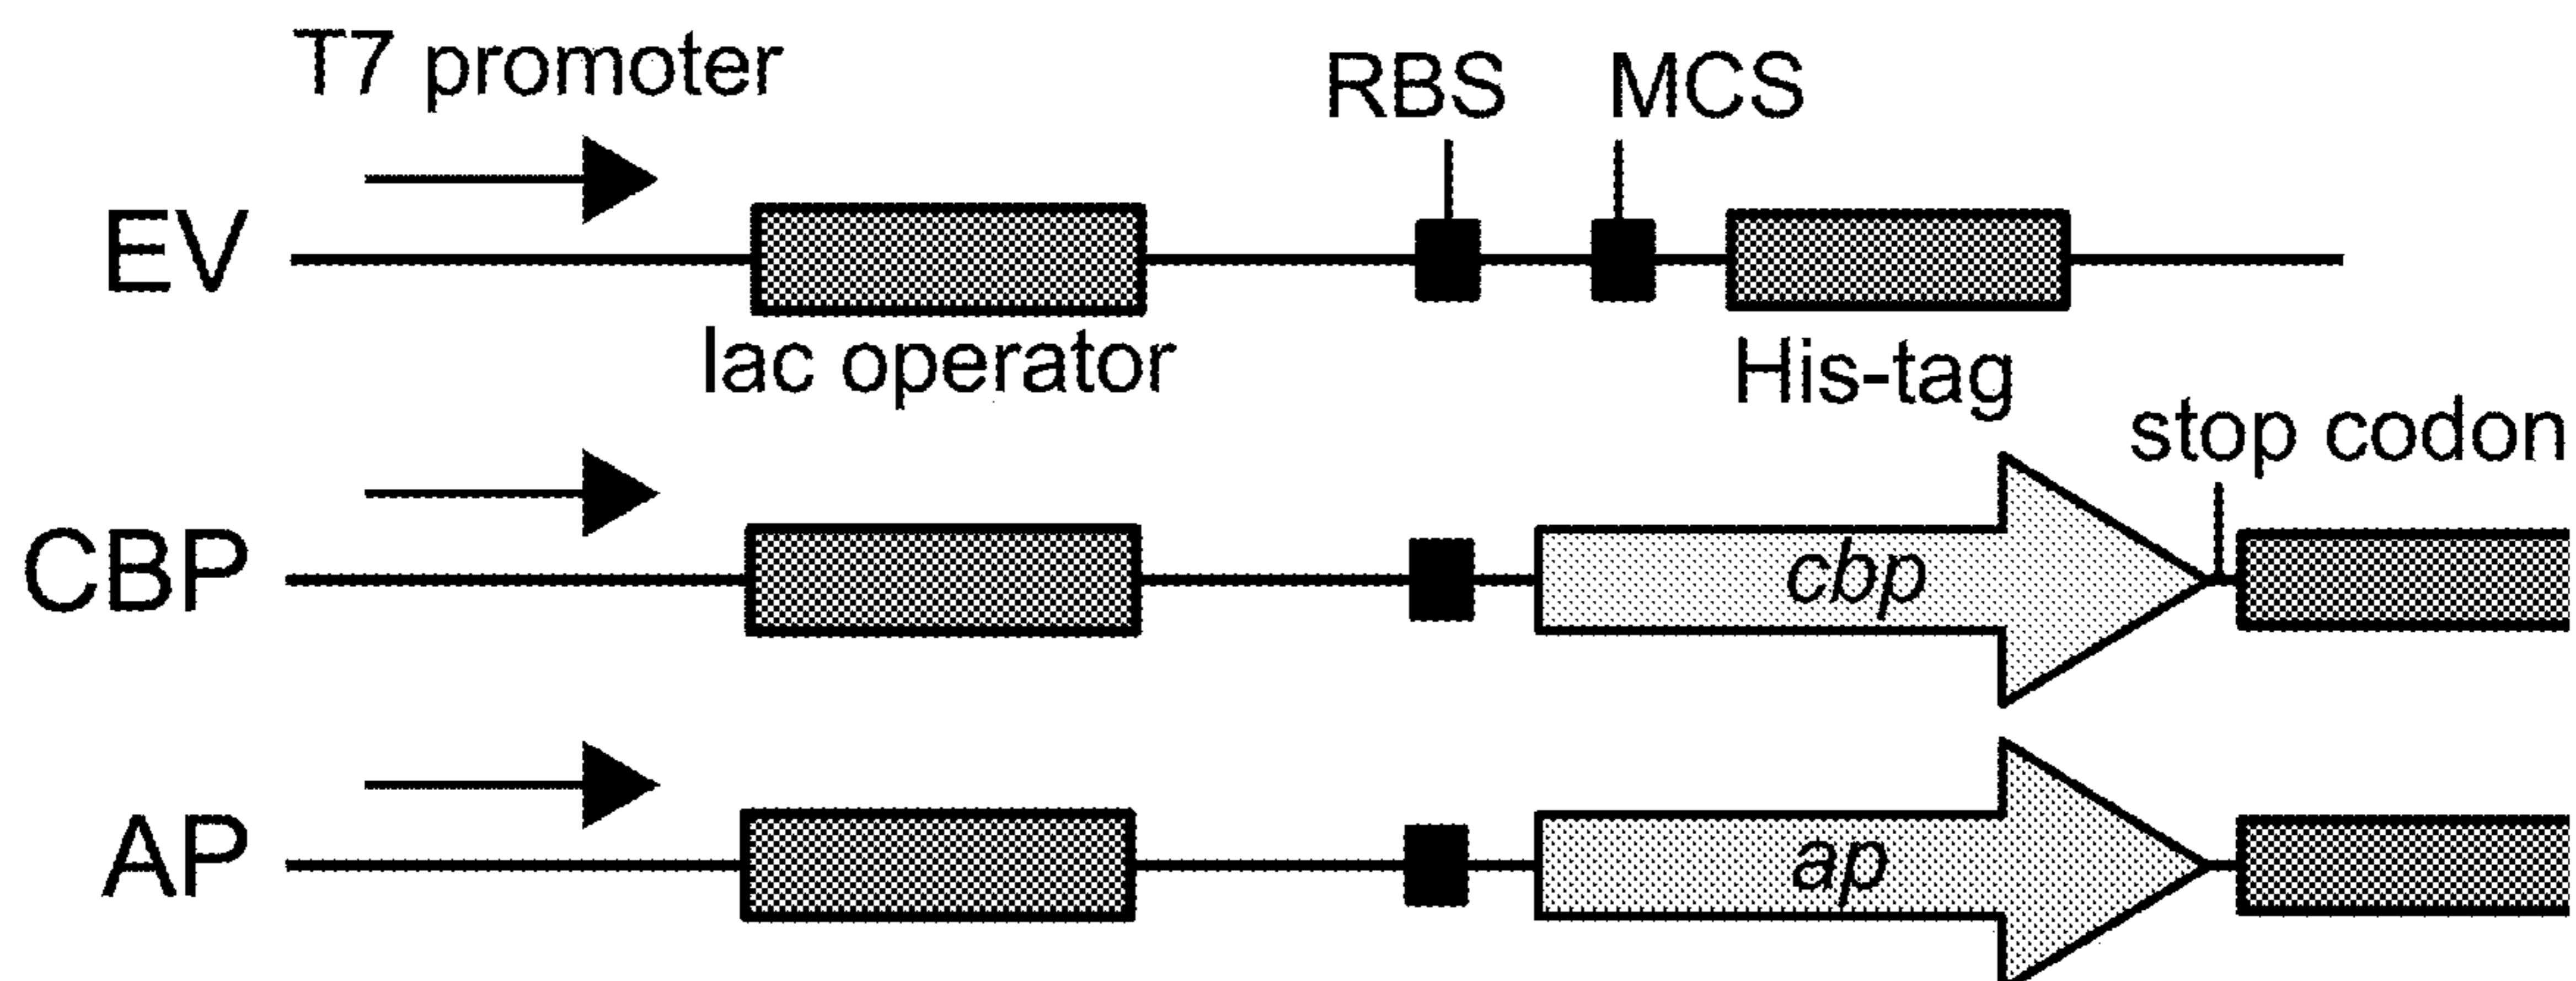 T7 promoter
RBS MCS
EV
lac operator
His-tag
stop codon
CBP
cbp
AP
ap